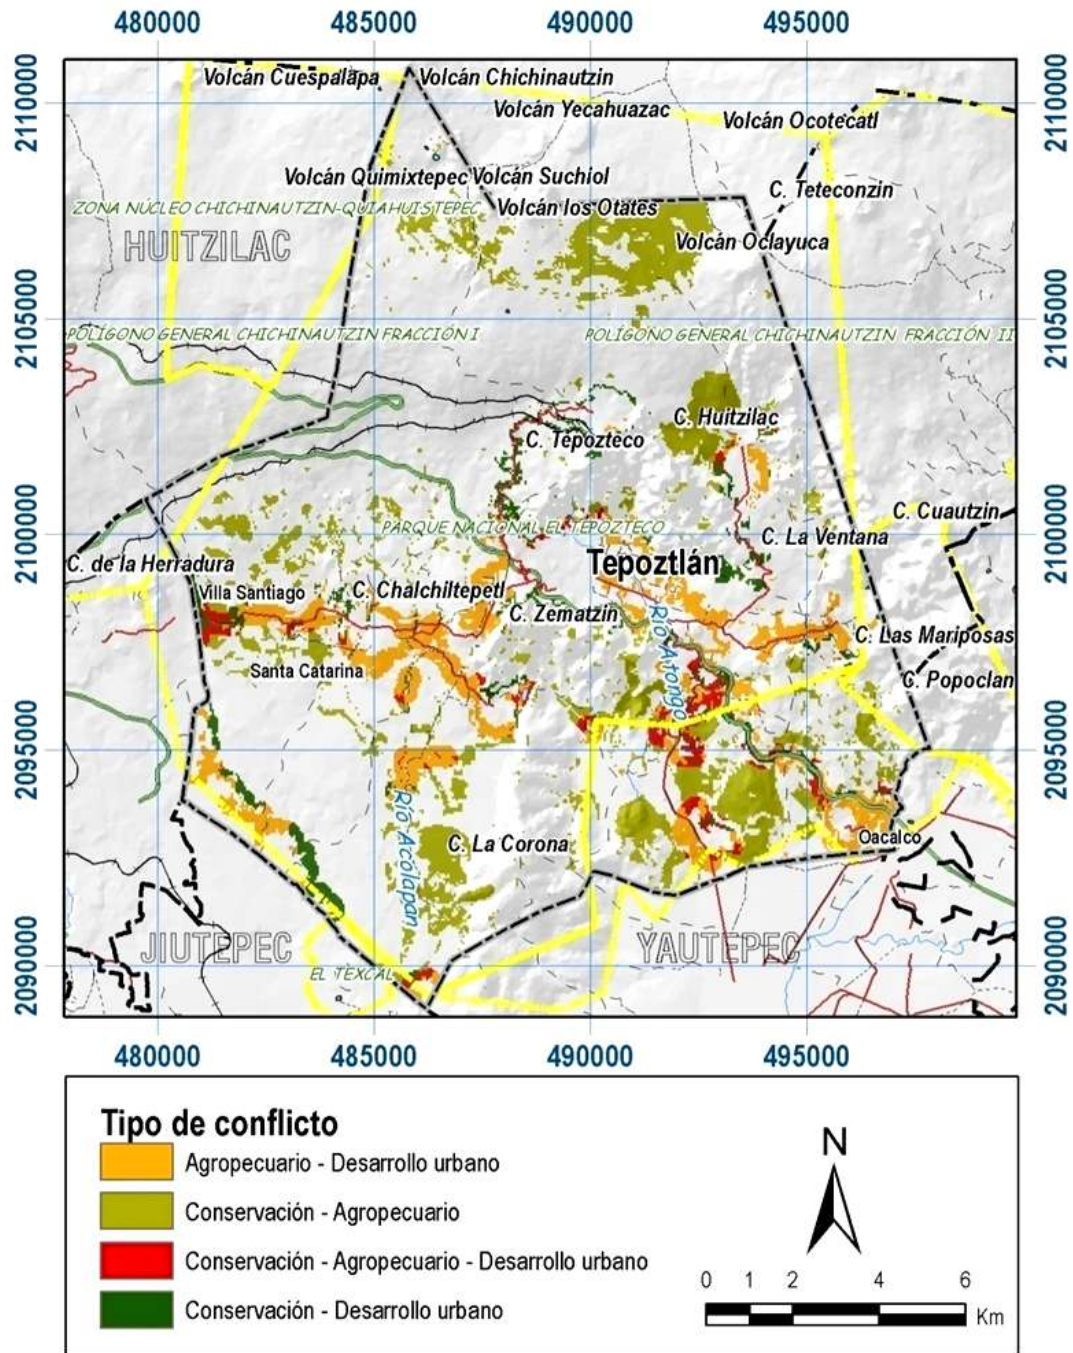 480000 485000 490000 495000
2110000 2110000
Volcán Cuespalapa
Volcán Chichinautzin
Volcán Yecahuazac
Volcán Ocotecatl
Volcán Quimixtepec
Volcán Suchiol
C. Teteconzin
ZONA NÚCLEO CHICHINAUTZIN-QUIAHUISTEPEC
Volcán los Otates
HUITZILAC
Volcán Oclayuca
2105000 2105000
POLÍGONO GENERAL CHICHINAUTZIN FRACCIÓN I
POLÍGONO GENERAL CHICHINAUTZIN FRACCIÓN II
C. Huitzilac
C. Tepozteco
C. Cuautzin
2100000 2100000
PARQUE NACIONAL EL TEPOZTECO
C. La Ventana
C. de la Herradura
Tepoztlán
Villa Santiago
C. Chalchiltepetl
C. Zematzin
Río Atongo
C. Las Mariposas
Santa Catarina
C. Popoclan
2095000 2095000
Río Acolapan
C. La Corona
Oacalco
JIUTEPEC
YAUTEPEC
EL TEXCAL
2090000 2090000
480000 485000 490000 495000
Tipo de conflicto
Agropecuario - Desarrollo urbano
Conservación - Agropecuario
Conservación - Agropecuario - Desarrollo urbano
Conservación - Desarrollo urbano
N
0 1 2 4 6
Km